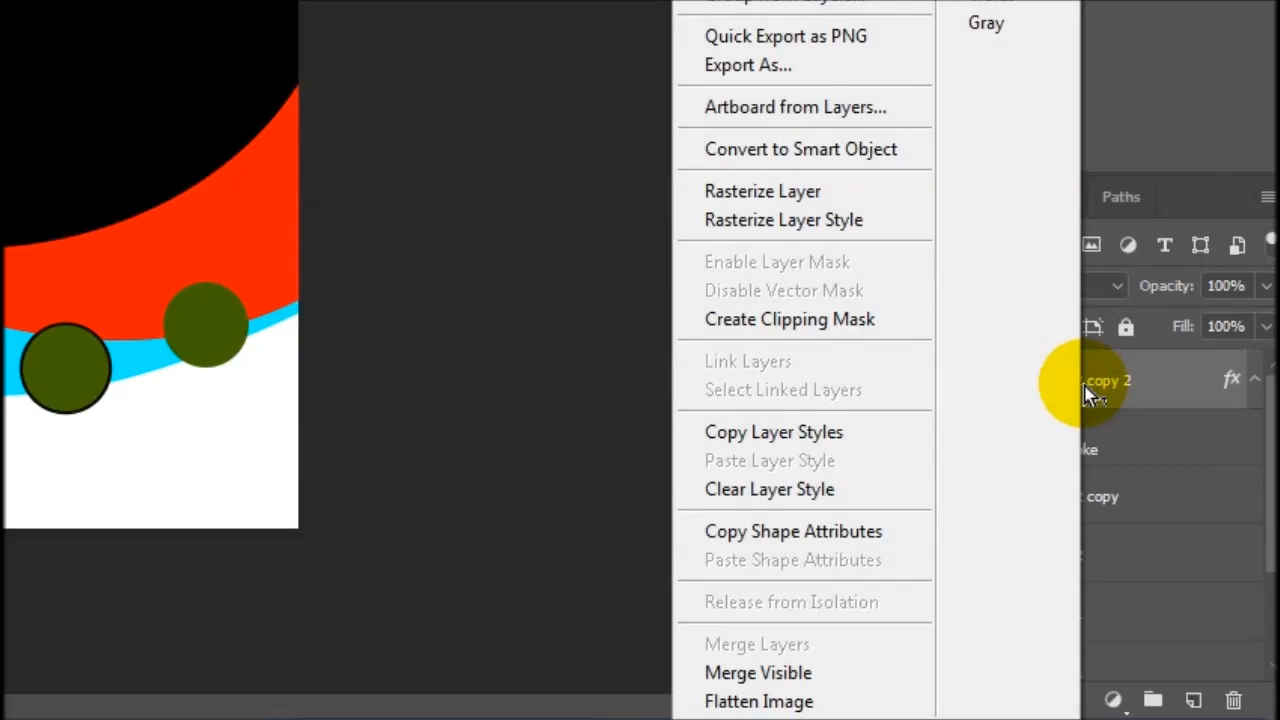 Gray
Quick Export as PNG
Export As...
Artboard from Layers...
Convert to Smart Object
Rasterize Layer
Rasterize Layer Style
Enable Layer Mask
Disable Vector Mask
Create Clipping Mask
Link Layers
Select Linked Layers
Copy Layer Styles
Paste Layer Style
Clear Layer Style
Copy Shape Attributes
Paste Shape Attributes
Release from Isolation
Merge Layers
Merge Visible
Flatten Image
Paths
Opacity: 100%
Fill: 100%
copy 2
fx
copy